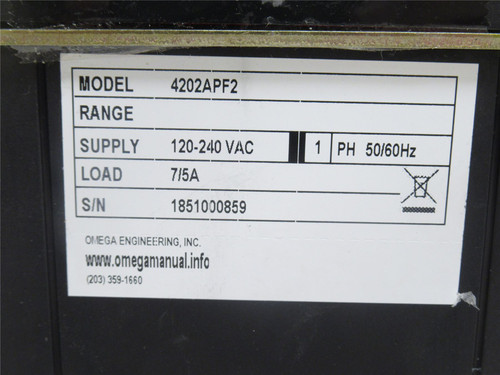 MODEL 4202APF2
RANGE
SUPPLY 120-240 VAC 1 PH 50/60Hz
LOAD 7/5A
S/N 1851000859
OMEGA ENGINEERING, INC.
www.omegamanual.info
(203) 359-1660